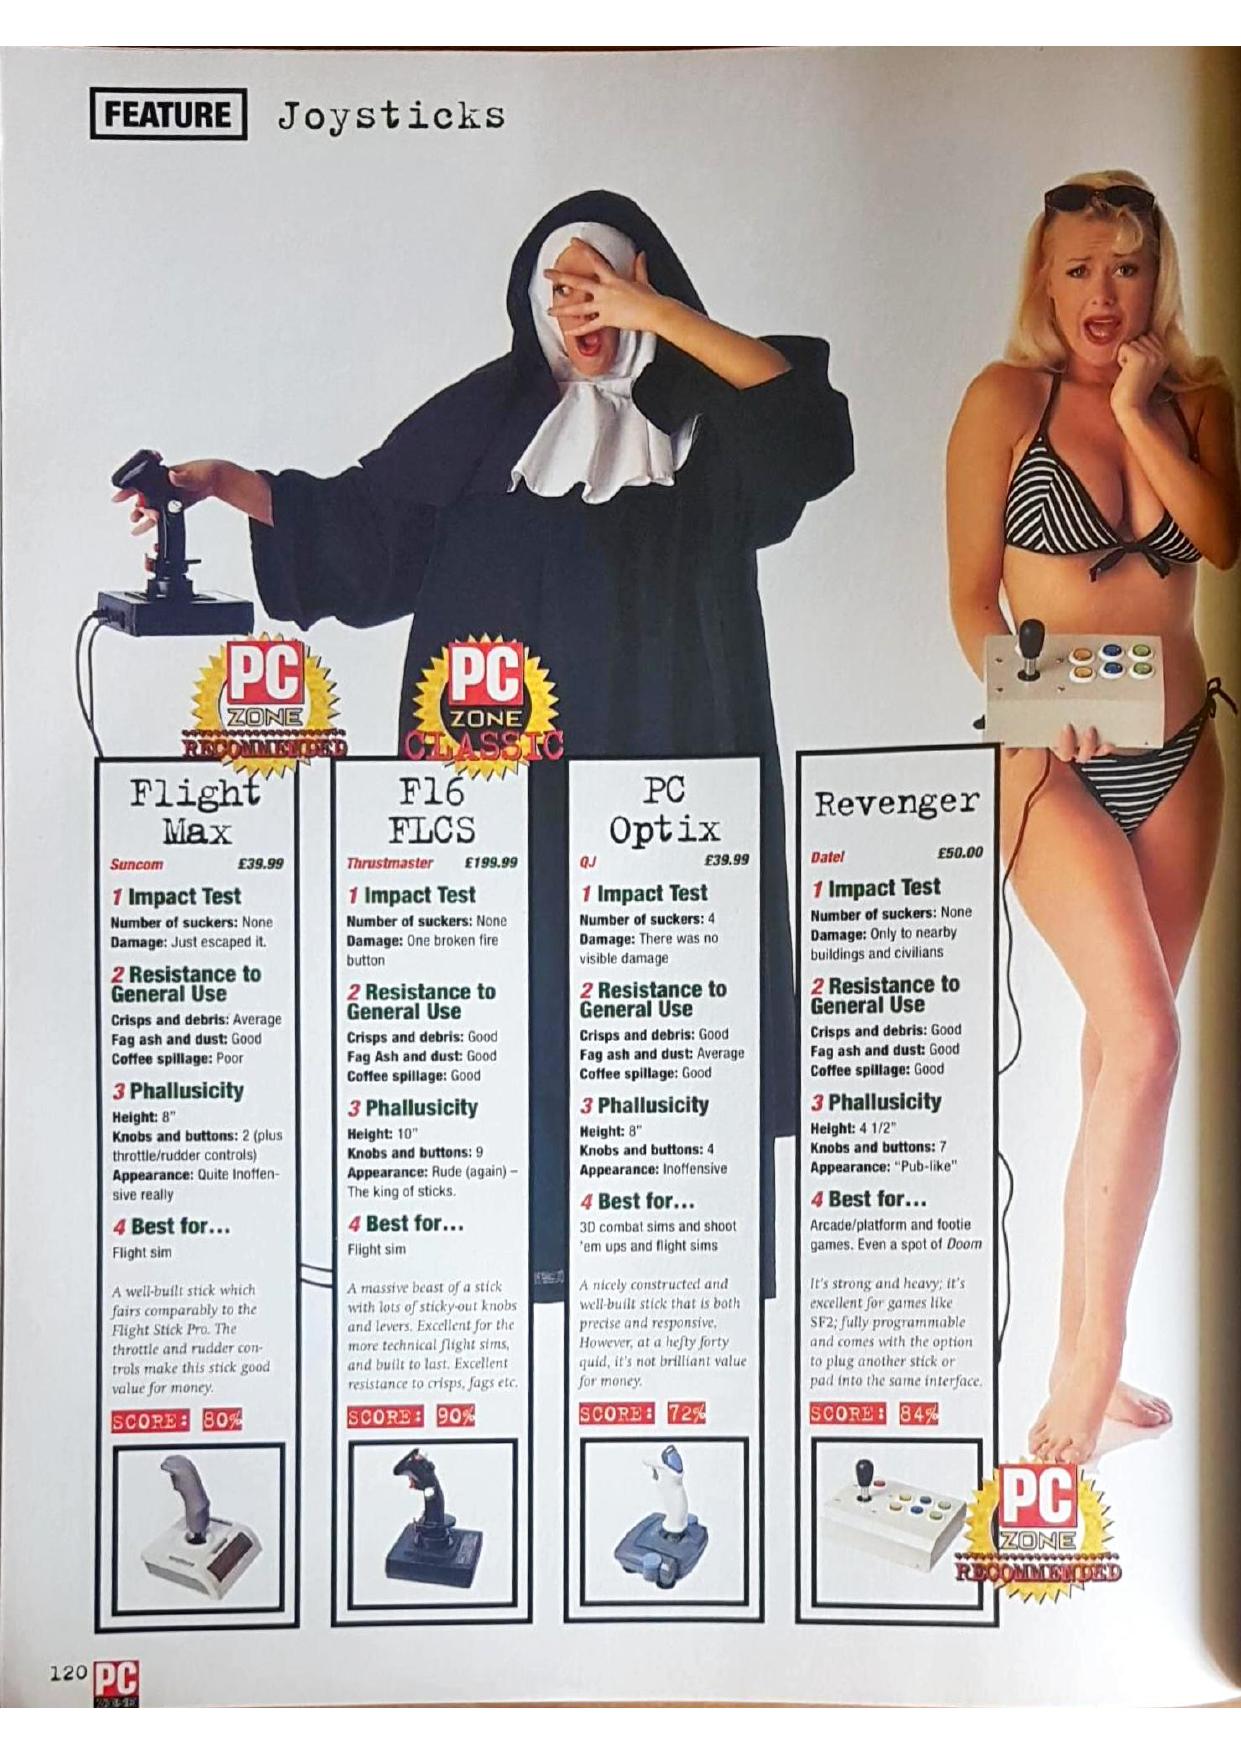 FEATURE Joysticks
PC
ZONE
RECOMMENDED
PC
ZONE
CLASSIC
Flight
Max
Suncom £39.99
1 Impact Test
Number of suckers: None
Damage: Just escaped it.
2 Resistance to
General Use
Crisps and debris: Average
Fag ash and dust: Good
Coffee spillage: Poor
3 Phallusicity
Height: 8"
Knobs and buttons: 2 (plus
throttle/rudder controls)
Appearance: Quite Inoffen-
sive really
4 Best for...
Flight sim
A well-built stick which
fairs comparably to the
Flight Stick Pro. The
throttle and rudder con-
trols make this stick good
value for money.
SCORE: 80%
F16
FLCS
Thrustmaster £199.99
1 Impact Test
Number of suckers: None
Damage: One broken fire
button
2 Resistance to
General Use
Crisps and debris: Good
Fag Ash and dust: Good
Coffee spillage: Good
3 Phallusicity
Height: 10"
Knobs and buttons: 9
Appearance: Rude (again) –
The king of sticks.
4 Best for...
Flight sim
A massive beast of a stick
with lots of sticky-out knobs
and levers. Excellent for the
more technical flight sims,
and built to last. Excellent
resistance to crisps, fags etc.
SCORE: 90%
PC
Optix
QJ £39.99
1 Impact Test
Number of suckers: 4
Damage: There was no
visible damage
2 Resistance to
General Use
Crisps and debris: Good
Fag ash and dust: Average
Coffee spillage: Good
3 Phallusicity
Height: 8"
Knobs and buttons: 4
Appearance: Inoffensive
4 Best for...
3D combat sims and shoot
'em ups and flight sims
A nicely constructed and
well-built stick that is both
precise and responsive.
However, at a hefty forty
quid, it's not brilliant value
for money.
SCORE: 72%
Revenger
Datel £50.00
1 Impact Test
Number of suckers: None
Damage: Only to nearby
buildings and civilians
2 Resistance to
General Use
Crisps and debris: Good
Fag ash and dust: Good
Coffee spillage: Good
3 Phallusicity
Height: 4 1/2"
Knobs and buttons: 7
Appearance: "Pub-like"
4 Best for...
Arcade/platform and footie
games. Even a spot of Doom
It's strong and heavy; it's
excellent for games like
SF2; fully programmable
and comes with the option
to plug another stick or
pad into the same interface.
SCORE: 84%
PC
ZONE
RECOMMENDED
120 PC
ZONE